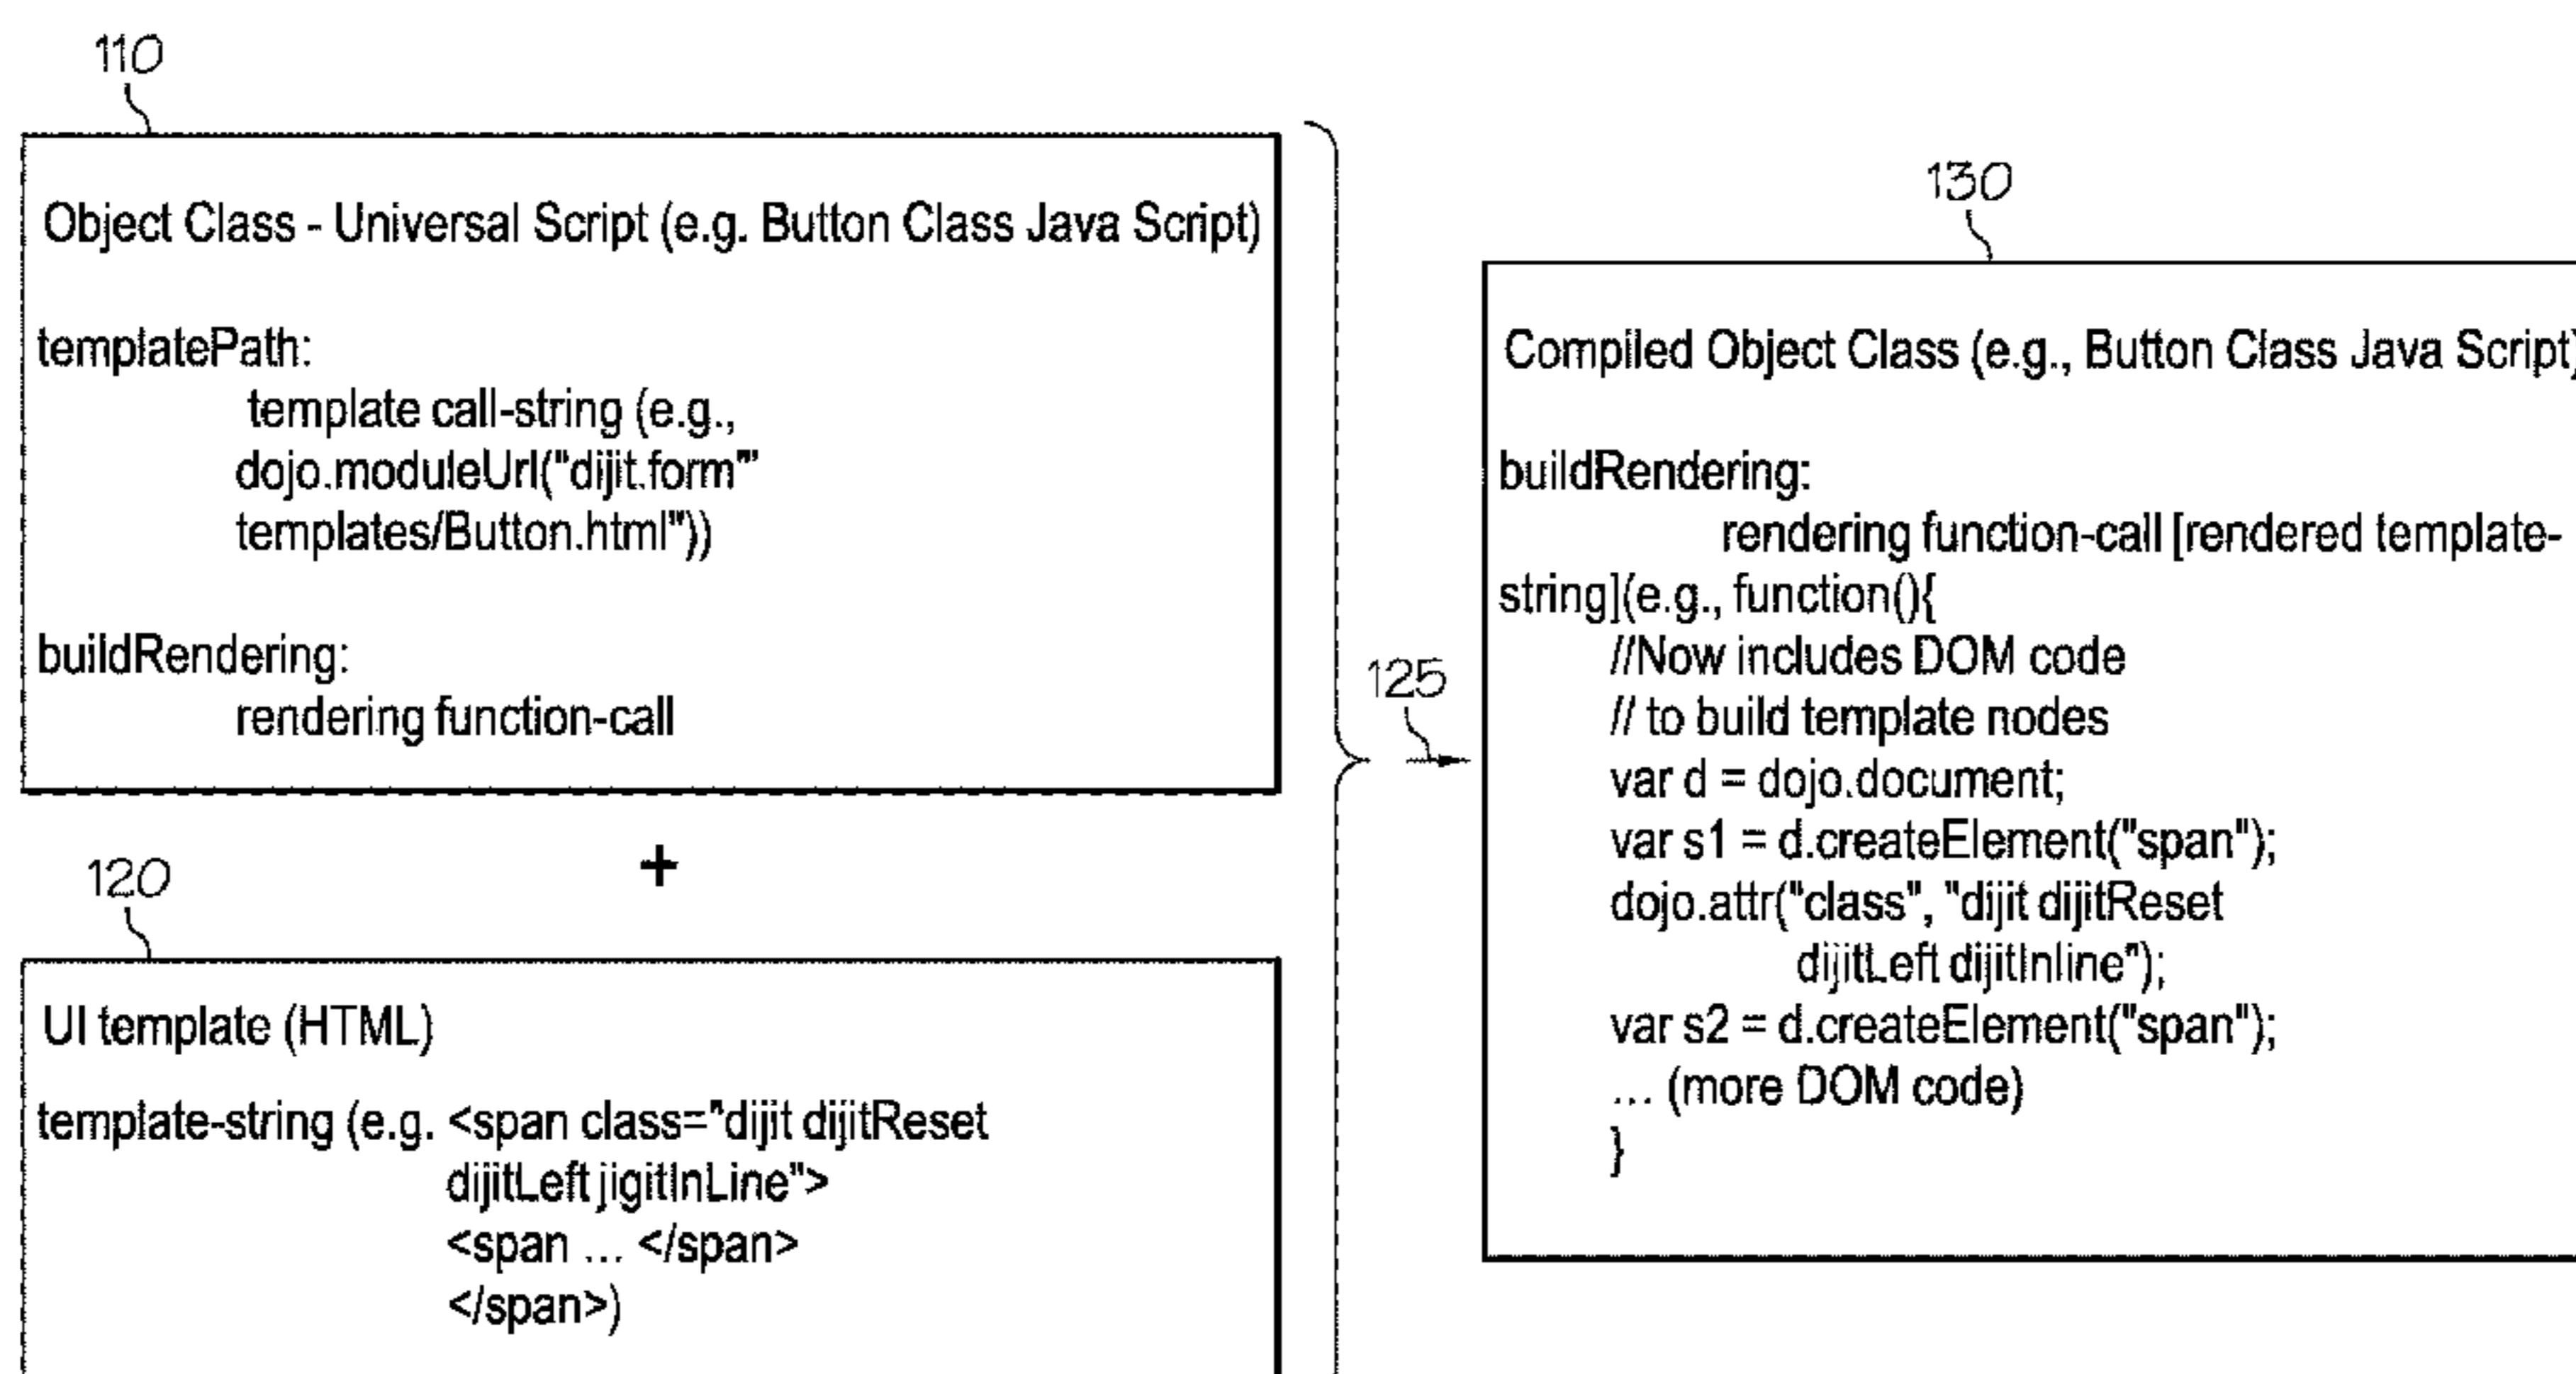 110
Object Class - Universal Script (e.g. Button Class Java Script)
templatePath:
template call-string (e.g.,
dojo.moduleUrl("dijit.form'"
templates/Button.html"))
buildRendering:
rendering function-call
+
120
UI template (HTML)
template-string (e.g. <span class="dijit dijitReset
dijitLeft jigitInLine">
<span ... </span>
</span>)
125
130
Compiled Object Class (e.g., Button Class Java Script)
buildRendering:
rendering function-call [rendered template-
string](e.g., function(){
//Now includes DOM code
// to build template nodes
var d = dojo.document;
var s1 = d.createElement("span");
dojo.attr("class", "dijit dijitReset
dijitLeft dijitInline");
var s2 = d.createElement("span");
... (more DOM code)
}